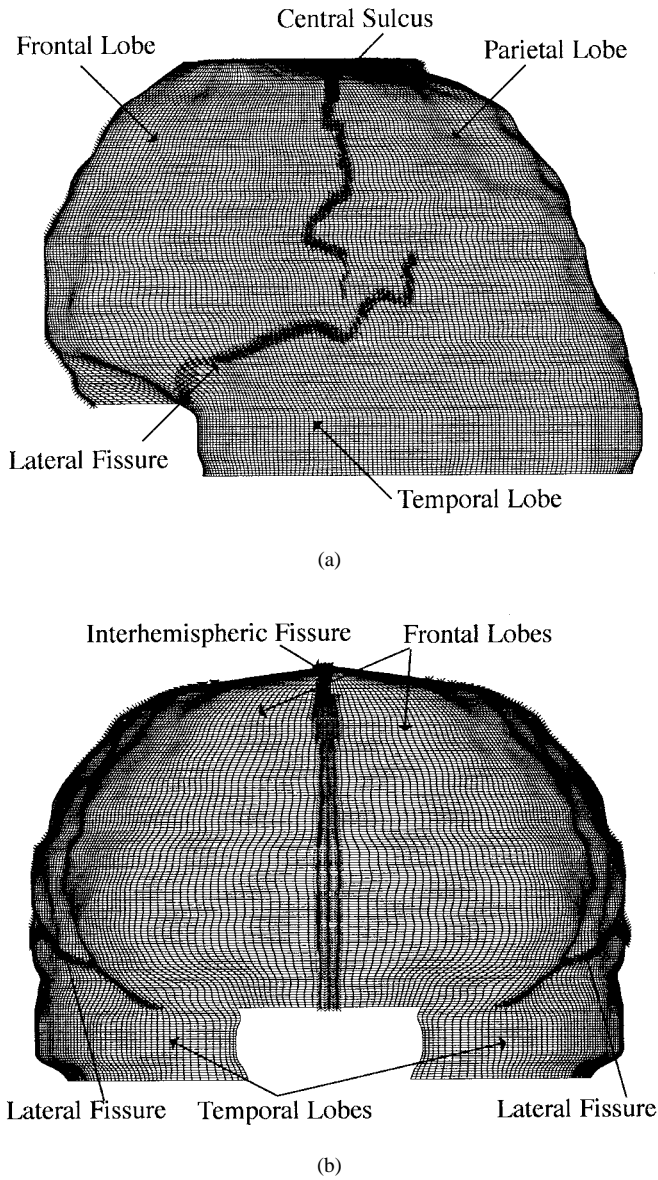 Central Sulcus
Frontal Lobe
Parietal Lobe
Lateral Fissure
Temporal Lobe
(a)
Interhemispheric Fissure
Frontal Lobes
Lateral Fissure
Temporal Lobes
Lateral Fissure
(b)